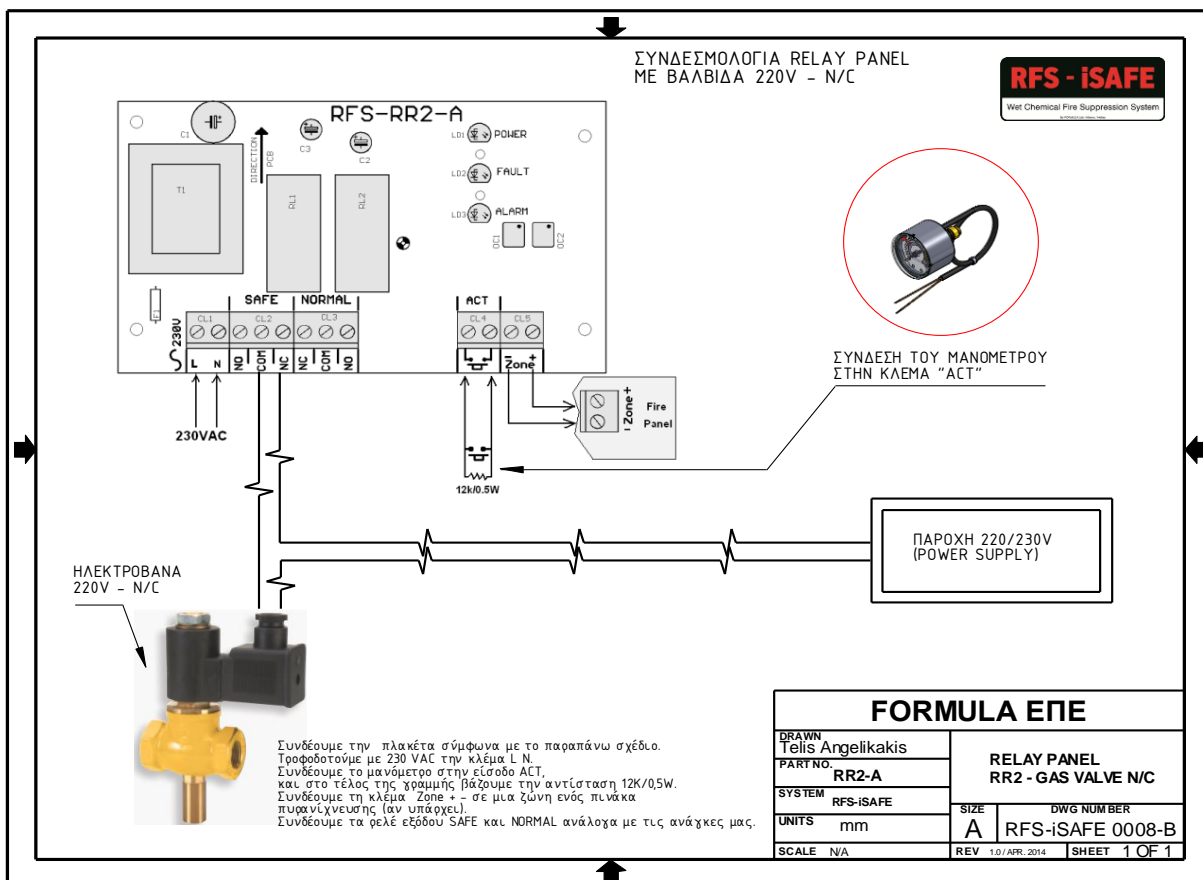 ΣΥΝΔΕΣΜΟΛΟΓΙΑ RELAY PANEL
ΜΕ ΒΑΛΒΙΔΑ 220V - N/C
RFS - iSAFE
Wet Chemical Fire Suppression System
RFS-RR2-A
C1
C3
C2
DIRECTION
PCB
T1
RL1
RL2
LD1 POWER
LD2 FAULT
LD3 ALARM
OC1
OC2
F1
SAFE NORMAL
ACT
230V
CL1 CL2 CL3 CL4 CL5
L N NO COM NC NC COM NO
- Zone +
230VAC
12k/0.5W
- Zone +
Fire
Panel
ΣΥΝΔΕΣΗ ΤΟΥ ΜΑΝΟΜΕΤΡΟΥ
ΣΤΗΝ ΚΛΕΜΑ "ACT"
ΠΑΡΟΧΗ 220/230V
(POWER SUPPLY)
ΗΛΕΚΤΡΟΒΑΝΑ
220V - N/C
Συνδέουμε την πλακέτα σύμφωνα με το παραπάνω σχέδιο.
Τροφοδοτούμε με 230 VAC την κλέμα L N.
Συνδέουμε το μανόμετρο στην είσοδο ACT,
και στο τέλος της γραμμής βάζουμε την αντίσταση 12K/0,5W.
Συνδέουμε τη κλέμα Zone + - σε μια ζώνη ενός πινάκα
πυρανίχνευσης (αν υπάρχει).
Συνδέουμε τα ρελέ εξόδου SAFE και NORMAL ανάλογα με τις ανάγκες μας.
FORMULA ΕΠΕ
DRAWN
Telis Angelikakis
PART NO.
RR2-A
SYSTEM
RFS-iSAFE
UNITS mm
SCALE N/A
RELAY PANEL
RR2 - GAS VALVE N/C
SIZE
A
DWG NUMBER
RFS-iSAFE 0008-B
REV 1.0 / APR. 2014
SHEET 1 OF 1